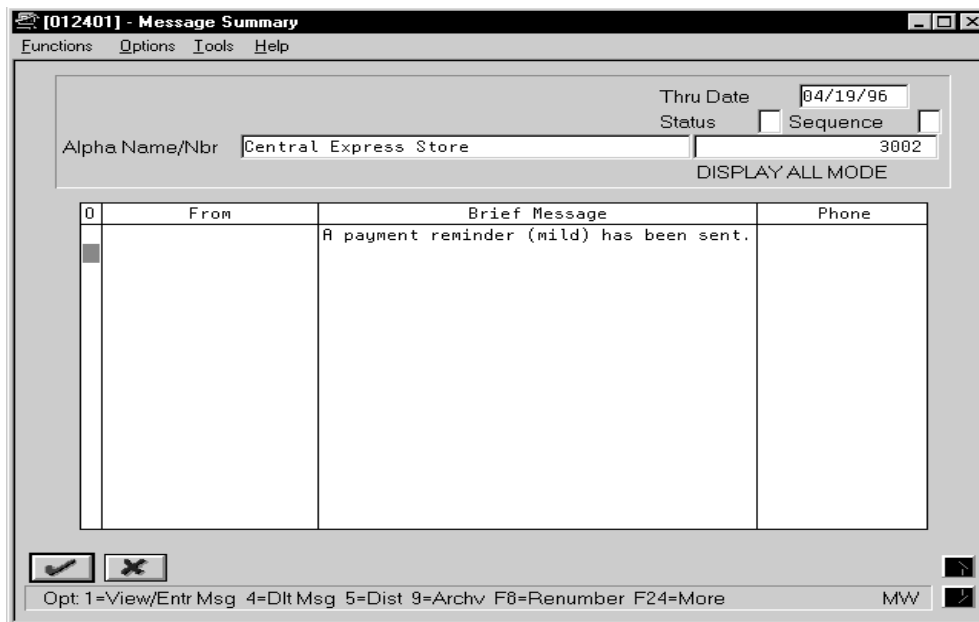 [012401] - Message Summary
Functions Options Tools Help
Thru Date 04/19/96
Status Sequence
Alpha Name/Nbr Central Express Store 3002
DISPLAY ALL MODE
O From Brief Message Phone
A payment reminder (mild) has been sent.
Opt: 1=View/Entr Msg 4=Dlt Msg 5=Dist 9=Archv F8=Renumber F24=More MW